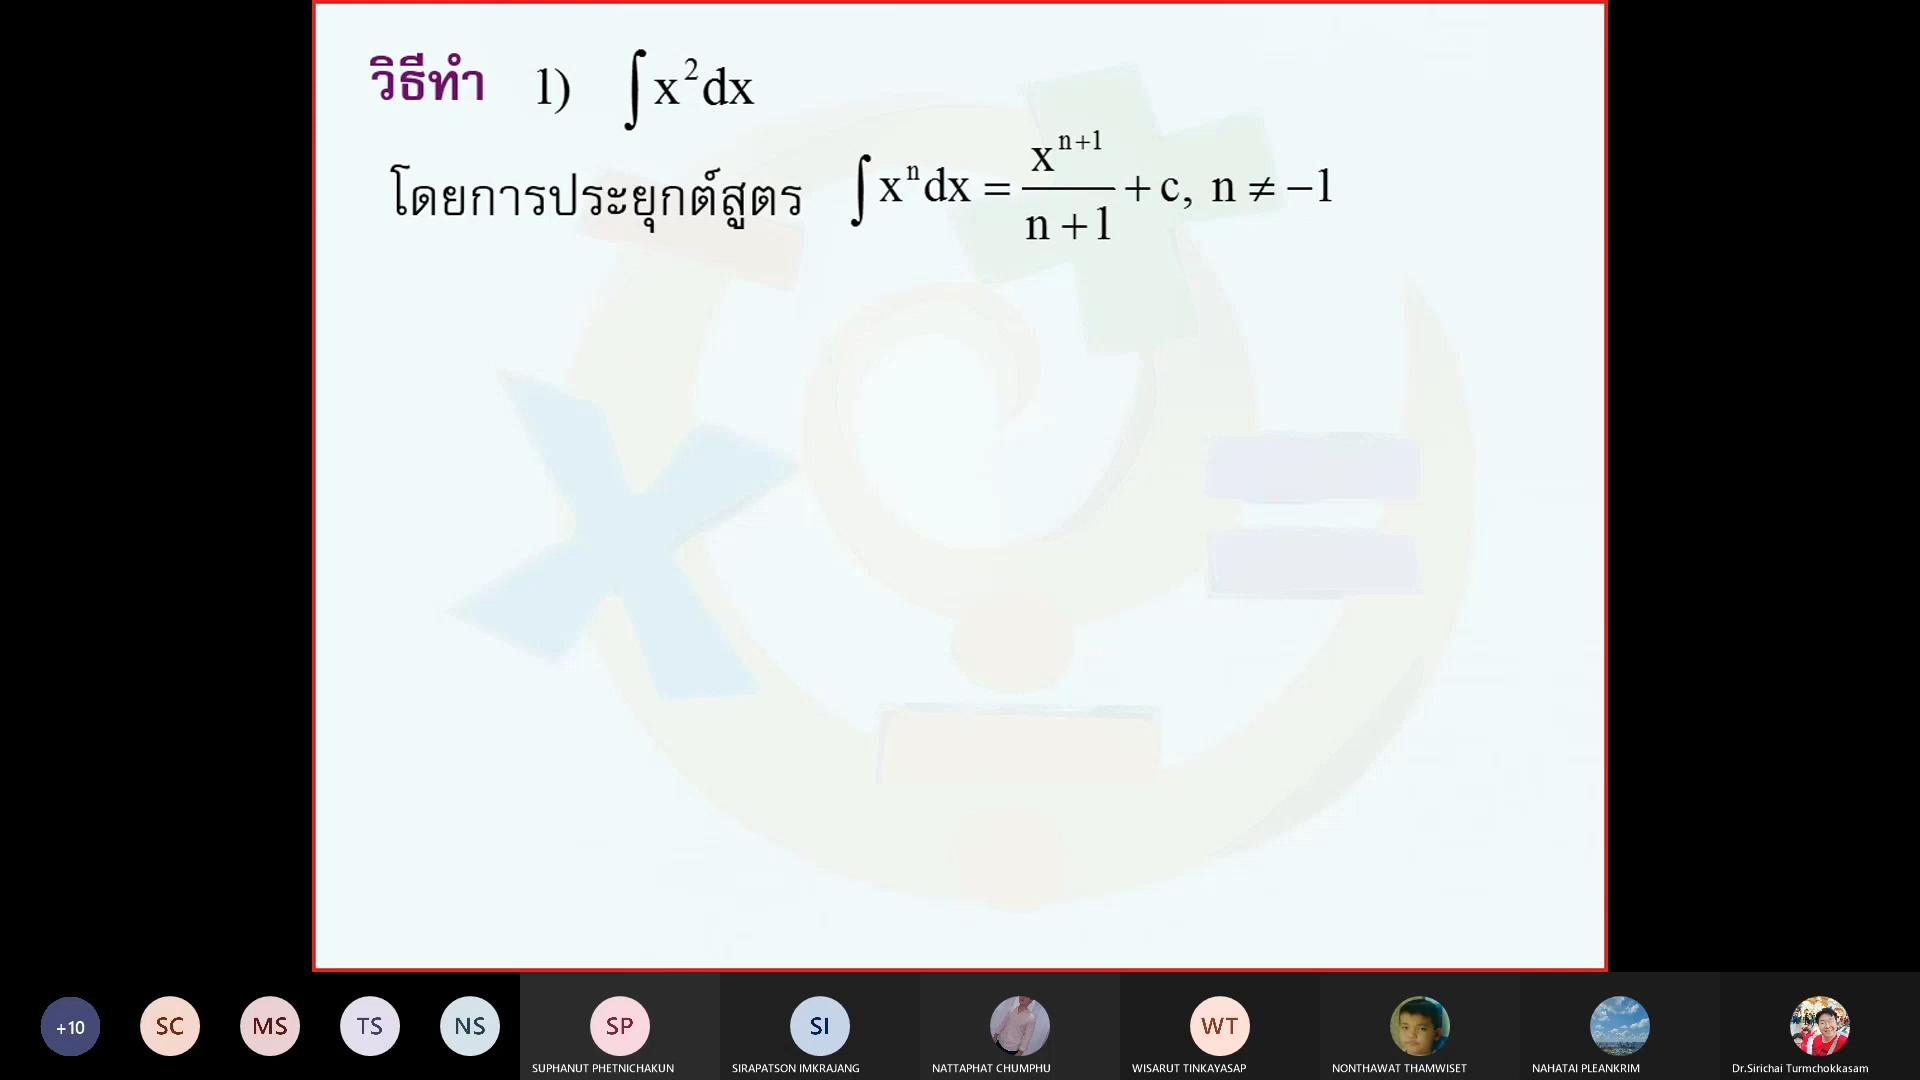 วิธีทำ 1) ∫x²dx
โดยการประยุกต์สูตร ∫xⁿdx = xⁿ⁺¹/(n+1) + c, n ≠ −1
+10 SC MS TS NS SP SI WT
SUPHANUT PHETNICHAKUN SIRAPATSON IMKRAJANG NATTAPHAT CHUMPHU WISARUT TINKAYASAP NONTHAWAT THAMWISET NAHATAI PLEANKRIM Dr.Sirichai Turmchokkasam